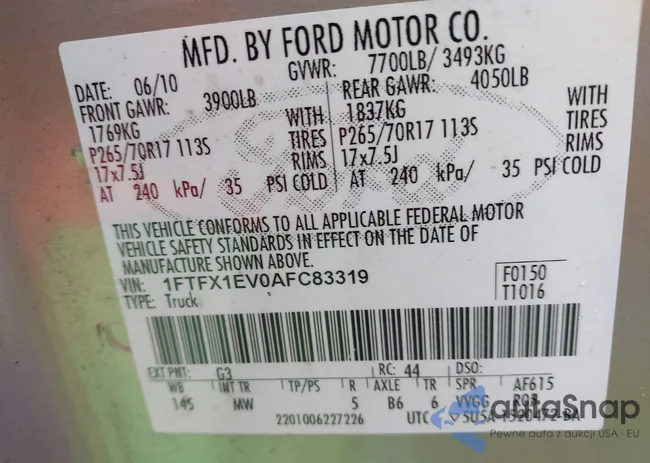 MFD. BY FORD MOTOR CO.
DATE: 06/10 GVWR: 7700LB/ 3493KG
FRONT GAWR: 3900LB REAR GAWR: 4050LB
1769KG WITH 1837KG WITH
P265/70R17 113S TIRES P265/70R17 113S TIRES
17x7.5J RIMS 17x7.5J RIMS
AT 240 kPa/ 35 PSI COLD AT 240 kPa/ 35 PSI COLD
Ford
THIS VEHICLE CONFORMS TO ALL APPLICABLE FEDERAL MOTOR
VEHICLE SAFETY STANDARDS IN EFFECT ON THE DATE OF
MANUFACTURE SHOWN ABOVE.
VIN: 1FTFX1EV0AFC83319 F0150
TYPE: Truck T1016
EXT PNT: G3 RC: 44 DSO:
WB INT TR TP/PS R AXLE TR SPR AF615
145 MW 5 B6 6 VVGG
2201006227226 UTC
autaSnap
Pewne auta z aukcji USA i EU